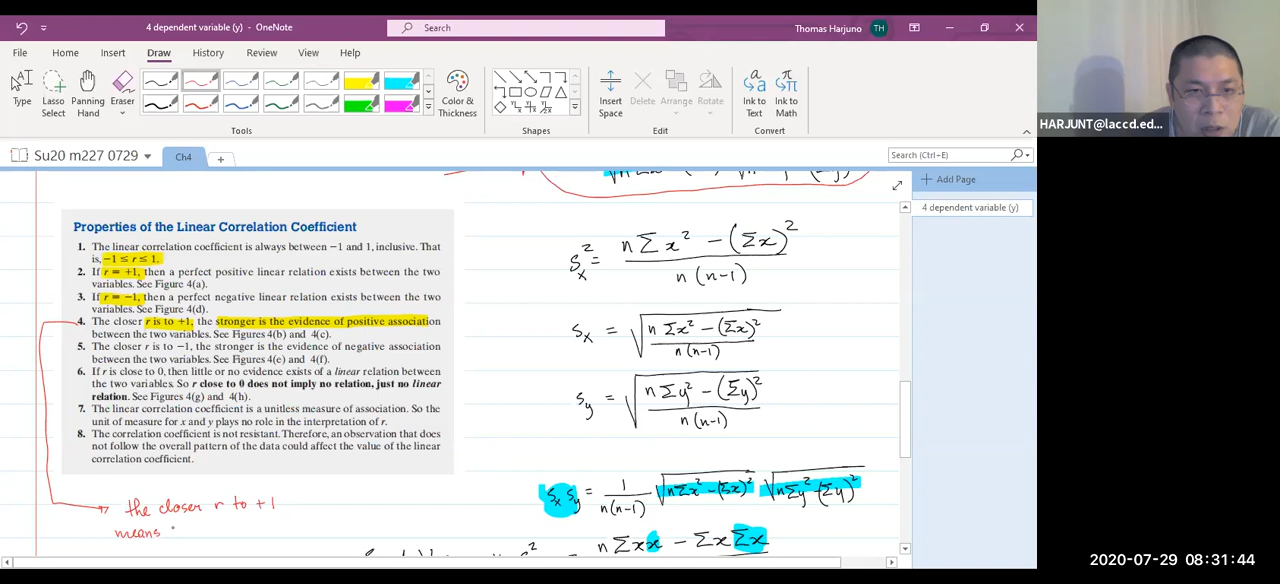 4 dependent variable (y) - OneNote
Search
Thomas Harjuno
TH
File Home Insert Draw History Review View Help
Type
Lasso Select
Panning Hand
Eraser
Color & Thickness
Insert Space
Delete
Arrange
Rotate
Ink to Text
Ink to Math
Tools
Shapes
Edit
Convert
HARJUNT@laccd.ed...
Su20 m227 0729
Ch4
Search (Ctrl+E)
Add Page
4 dependent variable (y)
Properties of the Linear Correlation Coefficient
1. The linear correlation coefficient is always between −1 and 1, inclusive. That
is, −1 ≤ r ≤ 1.
2. If r = +1, then a perfect positive linear relation exists between the two
variables. See Figure 4(a).
3. If r = −1, then a perfect negative linear relation exists between the two
variables. See Figure 4(d).
4. The closer r is to +1, the stronger is the evidence of positive association
between the two variables. See Figures 4(b) and 4(c).
5. The closer r is to −1, the stronger is the evidence of negative association
between the two variables. See Figures 4(e) and 4(f).
6. If r is close to 0, then little or no evidence exists of a linear relation between
the two variables. So r close to 0 does not imply no relation, just no linear
relation. See Figures 4(g) and 4(h).
7. The linear correlation coefficient is a unitless measure of association. So the
unit of measure for x and y plays no role in the interpretation of r.
8. The correlation coefficient is not resistant. Therefore, an observation that does
not follow the overall pattern of the data could affect the value of the linear
correlation coefficient.
the closer r to +1
means
s_x² = (n Σx² − (Σx)²) / (n(n−1))
s_x = √((n Σx² − (Σx)²) / (n(n−1)))
s_y = √((n Σy² − (Σy)²) / (n(n−1)))
s_x s_y = 1/(n(n−1)) √(nΣx² − (Σx)²) √(nΣy² − (Σy)²)
n Σxx − Σx Σx
2020-07-29 08:31:44